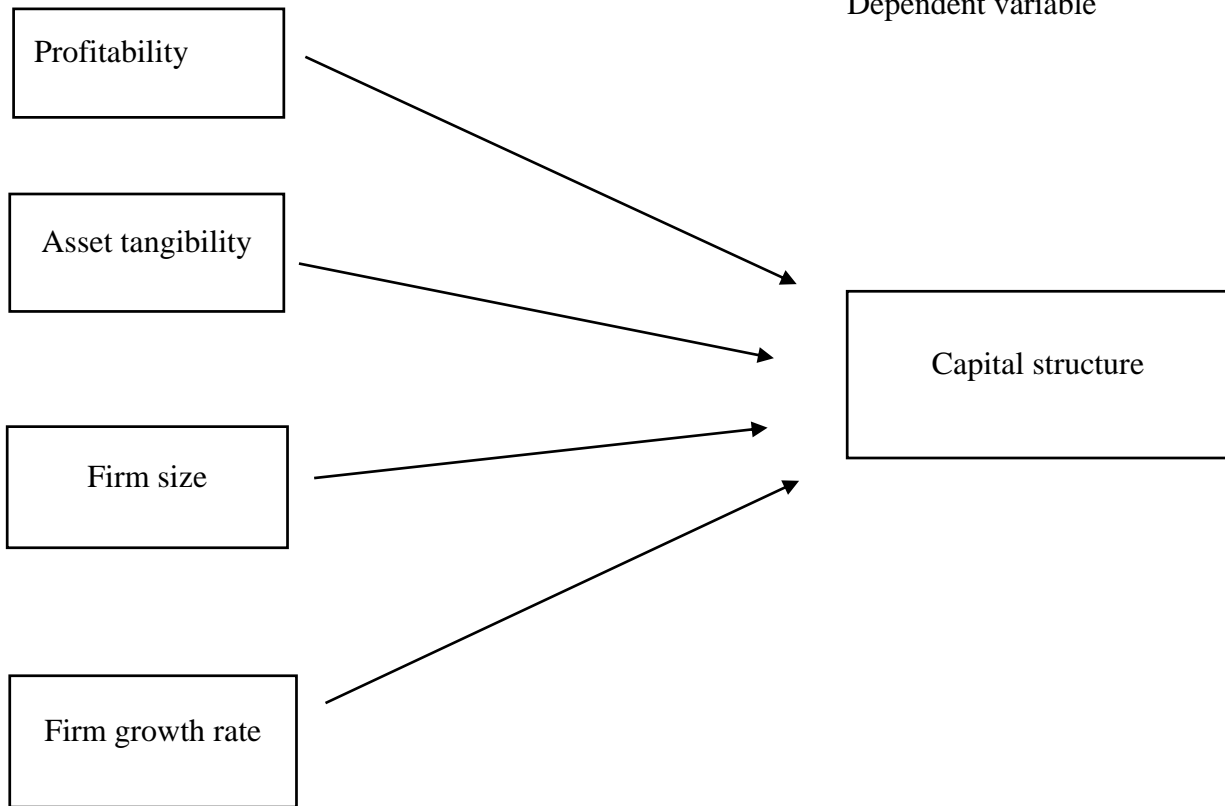 Dependent variable
Profitability
Asset tangibility
Capital structure
Firm size
Firm growth rate